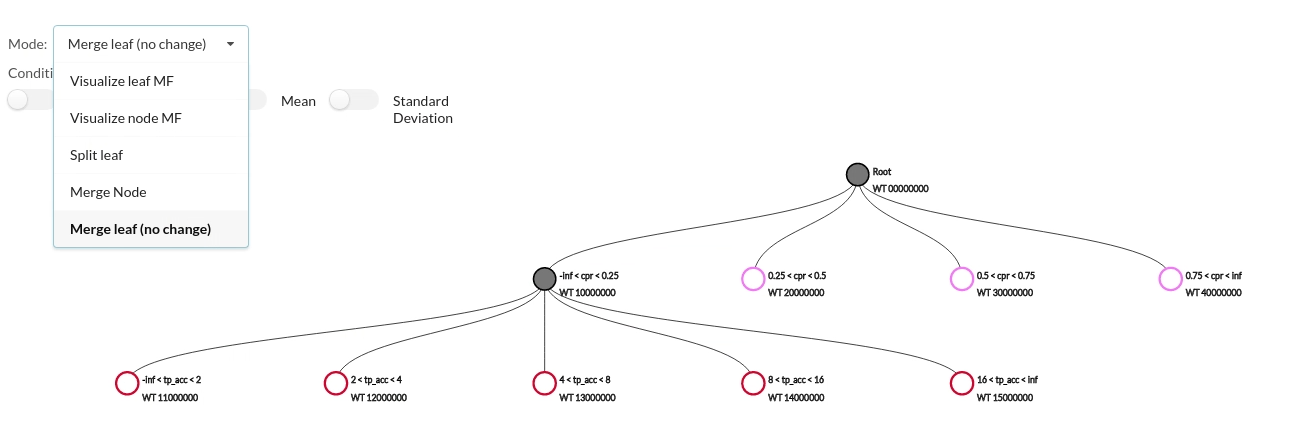 Mode: Merge leaf (no change)
Conditi
Visualize leaf MF
Visualize node MF
Split leaf
Merge Node
Merge leaf (no change)
Mean
Standard
Deviation
Root
WT 00000000
-inf < cpr < 0.25
WT 10000000
0.25 < cpr < 0.5
WT 20000000
0.5 < cpr < 0.75
WT 30000000
0.75 < cpr < inf
WT 40000000
-inf < tp_acc < 2
WT 11000000
2 < tp_acc < 4
WT 12000000
4 < tp_acc < 8
WT 13000000
8 < tp_acc < 16
WT 14000000
16 < tp_acc < inf
WT 15000000